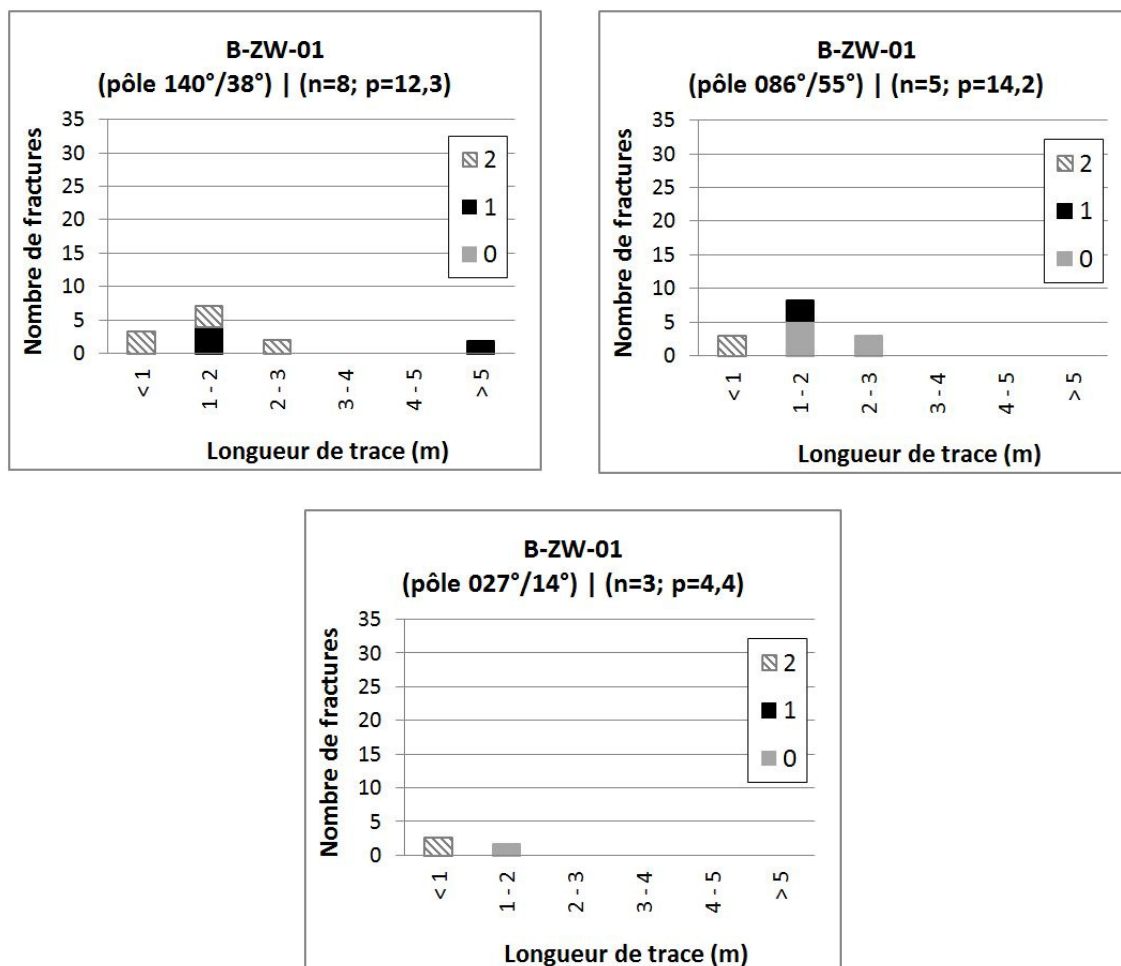 B-ZW-01
(pôle 140°/38°) | (n=8; p=12,3)
35
30
25
20
15
10
5
0
Nombre de fractures
2
1
0
< 1
1 - 2
2 - 3
3 - 4
4 - 5
> 5
Longueur de trace (m)
B-ZW-01
(pôle 086°/55°) | (n=5; p=14,2)
35
30
25
20
15
10
5
0
Nombre de fractures
2
1
0
< 1
1 - 2
2 - 3
3 - 4
4 - 5
> 5
Longueur de trace (m)
B-ZW-01
(pôle 027°/14°) | (n=3; p=4,4)
35
30
25
20
15
10
5
0
Nombre de fractures
2
1
0
< 1
1 - 2
2 - 3
3 - 4
4 - 5
> 5
Longueur de trace (m)